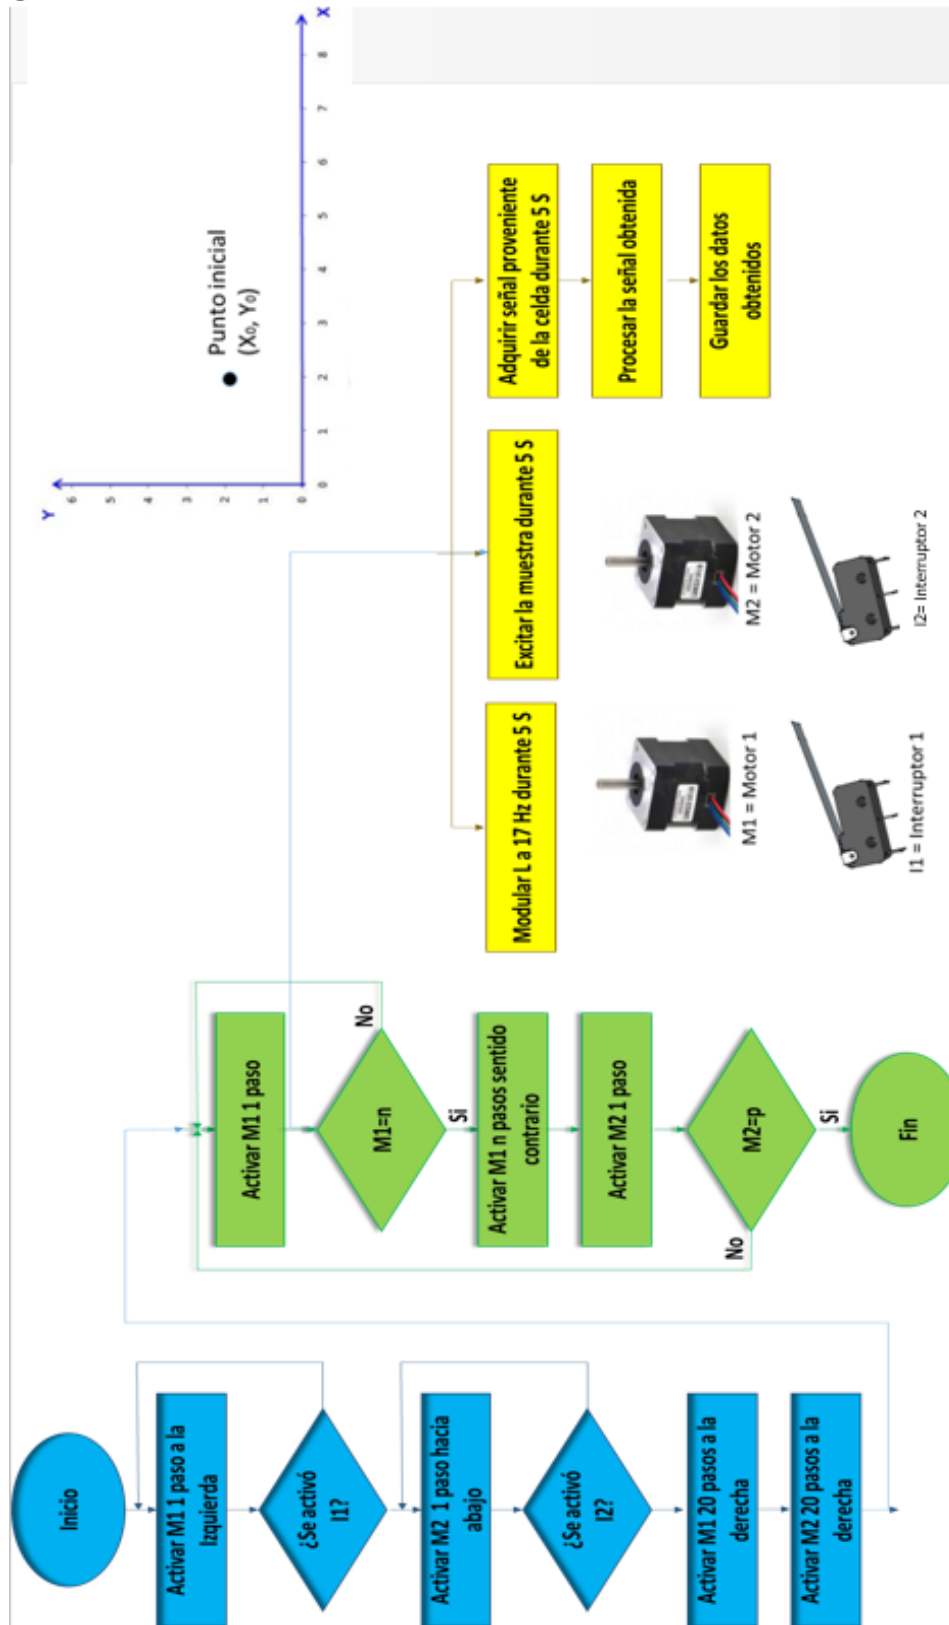 Inicio
Activar M1 1 paso a la
Izquierda
¿Se activó
I1?
Activar M2 1 paso hacia
abajo
¿Se activó
I2?
Activar M1 20 pasos a la
derecha
Activar M2 20 pasos a la
derecha
Activar M1 1 paso
M1=n
No
Si
Activar M1 n pasos sentido
contrario
Activar M2 1 paso
M2=p
No
Si
Fin
Modular L a 17 Hz durante 5 S
Excitar la muestra durante 5 S
Adquirir señal proveniente
de la celda durante 5 S
Procesar la señal obtenida
Guardar los datos
obtenidos
M1 = Motor 1
M2 = Motor 2
I1 = Interruptor 1
I2= Interruptor 2
Y
6
5
4
3
2
1
0
Punto inicial
(X₀, Y₀)
0 1 2 3 4 5 6 7 8
X